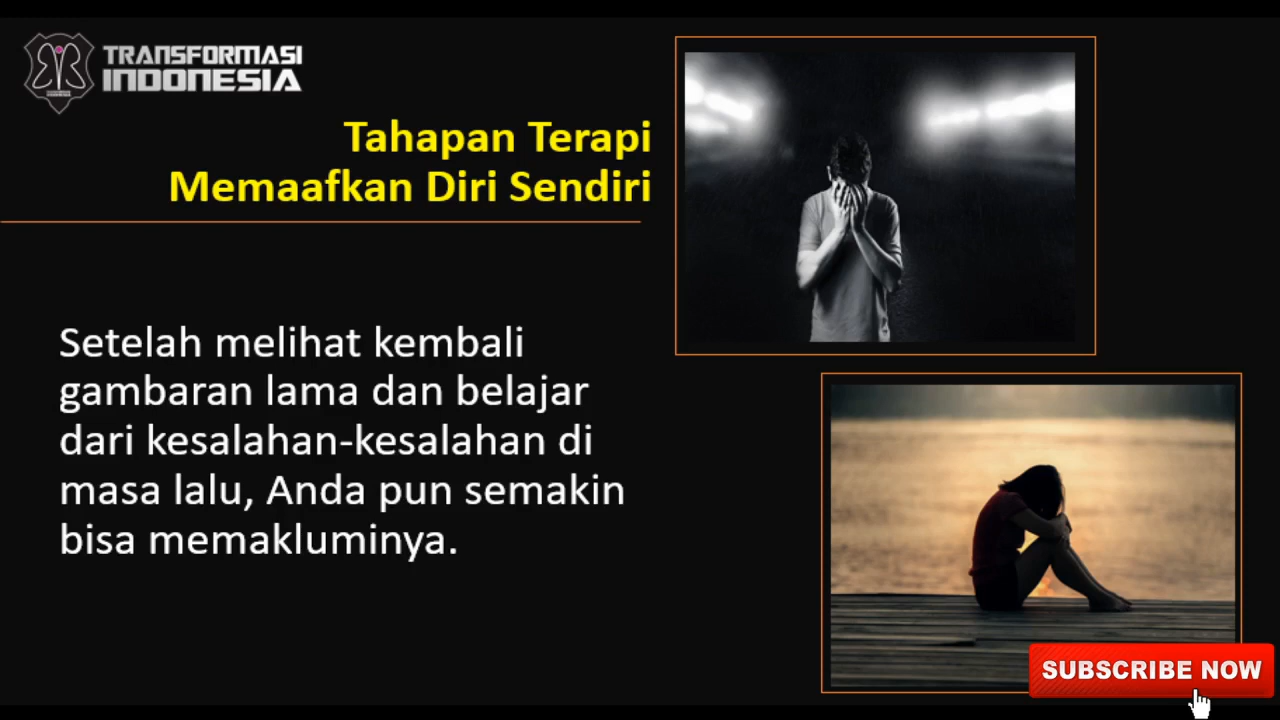 TRANSFORMASI
INDONESIA
Tahapan Terapi
Memaafkan Diri Sendiri
Setelah melihat kembali
gambaran lama dan belajar
dari kesalahan-kesalahan di
masa lalu, Anda pun semakin
bisa memakluminya.
SUBSCRIBE NOW